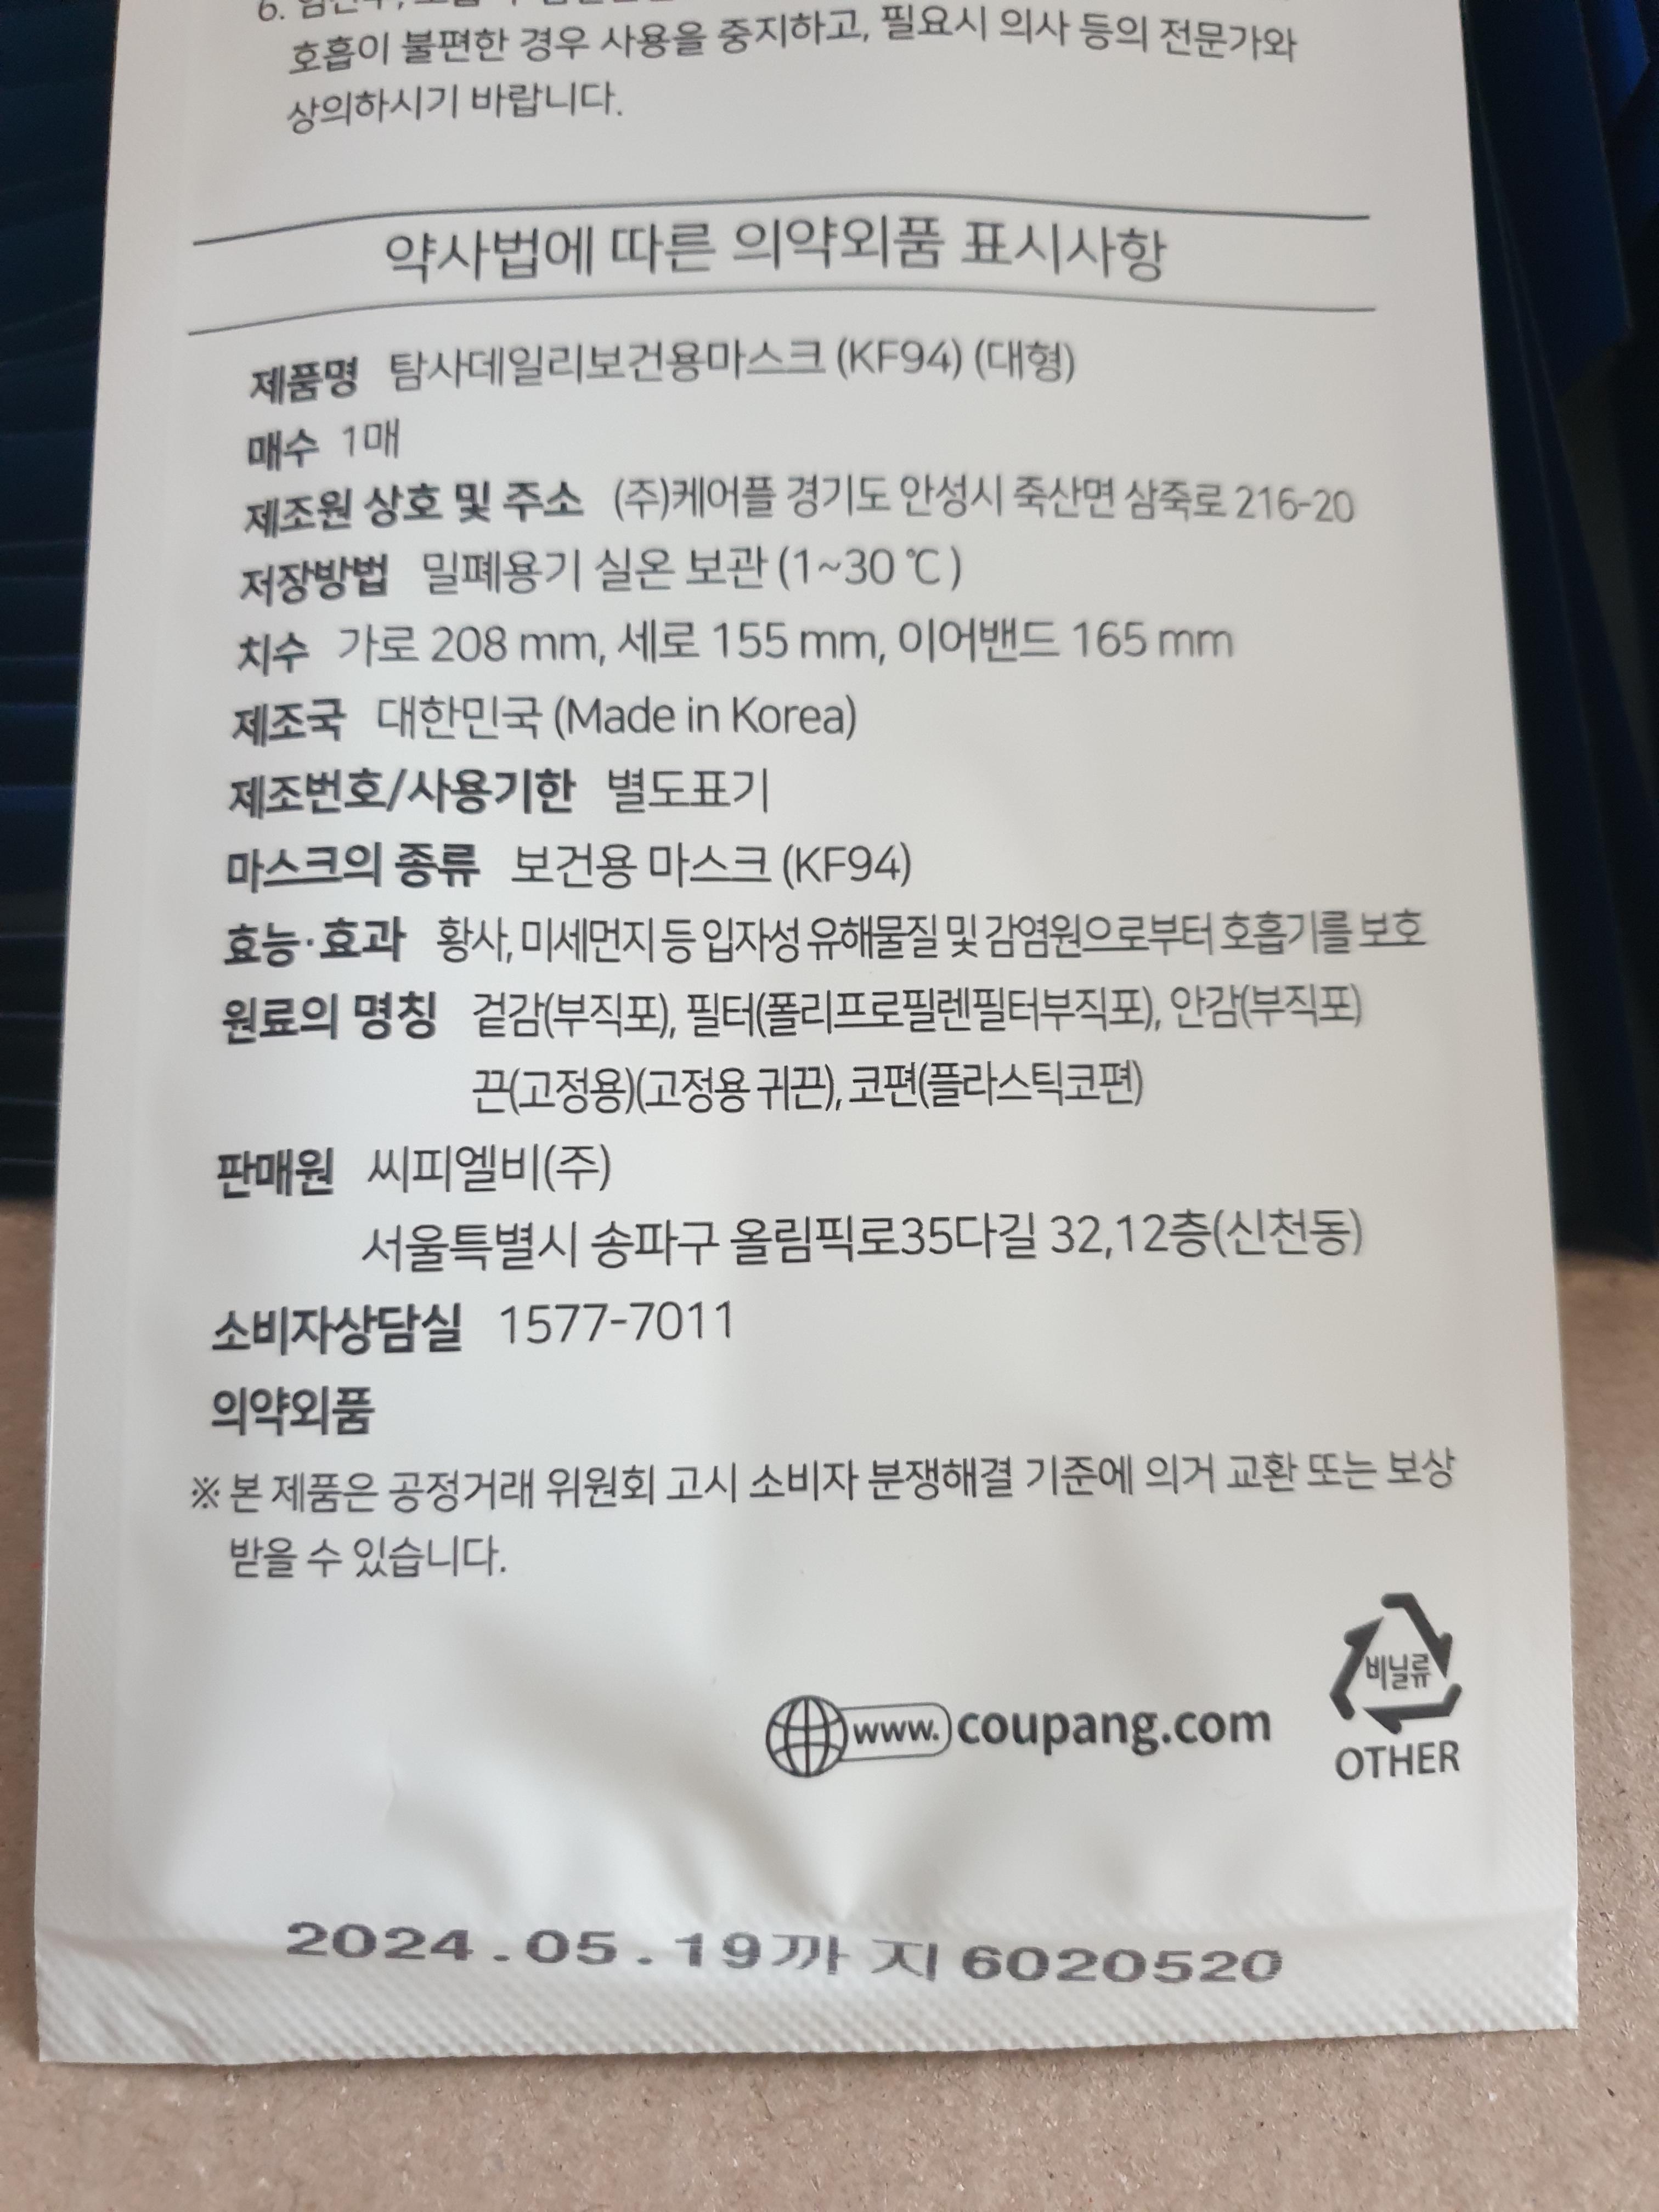 6.
호흡이 불편한 경우 사용을 중지하고, 필요시 의사 등의 전문가와
상의하시기 바랍니다.
약사법에 따른 의약외품 표시사항
제품명 탐사데일리보건용마스크 (KF94) (대형)
매수 1매
제조원 상호 및 주소 (주)케어플 경기도 안성시 죽산면 삼죽로 216-20
저장방법 밀폐용기 실온 보관 (1~30 ℃)
치수 가로 208 mm, 세로 155 mm, 이어밴드 165 mm
제조국 대한민국 (Made in Korea)
제조번호/사용기한 별도표기
마스크의 종류 보건용 마스크 (KF94)
효능·효과 황사, 미세먼지 등 입자성 유해물질 및 감염원으로부터 호흡기를 보호
원료의 명칭 겉감(부직포), 필터(폴리프로필렌필터부직포), 안감(부직포)
끈(고정용)(고정용 귀끈), 코편(플라스틱코편)
판매원 씨피엘비(주)
서울특별시 송파구 올림픽로35다길 32,12층(신천동)
소비자상담실 1577-7011
의약외품
※ 본 제품은 공정거래 위원회 고시 소비자 분쟁해결 기준에 의거 교환 또는 보상
받을 수 있습니다.
www. coupang.com
비닐류
OTHER
2024.05.19까지 6020520